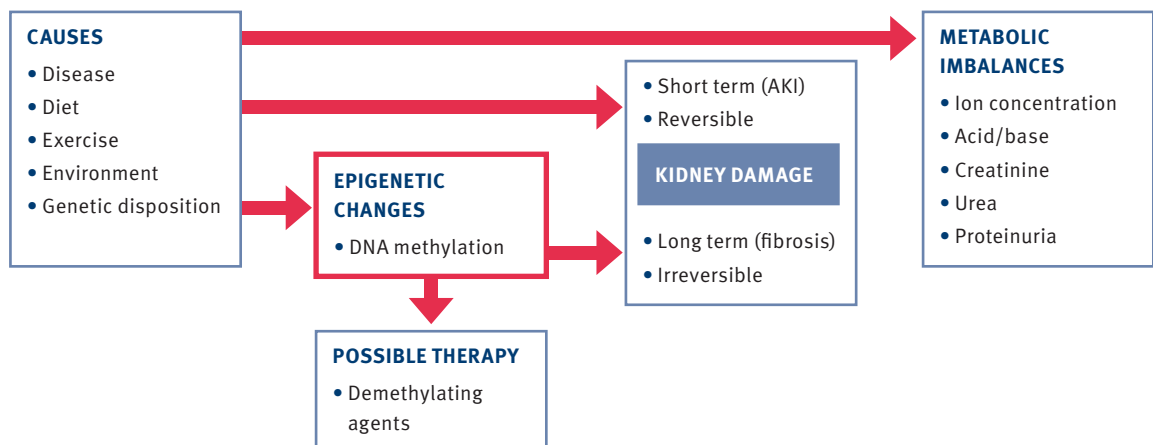 CAUSES
• Disease
• Diet
• Exercise
• Environment
• Genetic disposition
EPIGENETIC
CHANGES
• DNA methylation
POSSIBLE THERAPY
• Demethylating
agents
• Short term (AKI)
• Reversible
KIDNEY DAMAGE
• Long term (fibrosis)
• Irreversible
METABOLIC
IMBALANCES
• Ion concentration
• Acid/base
• Creatinine
• Urea
• Proteinuria